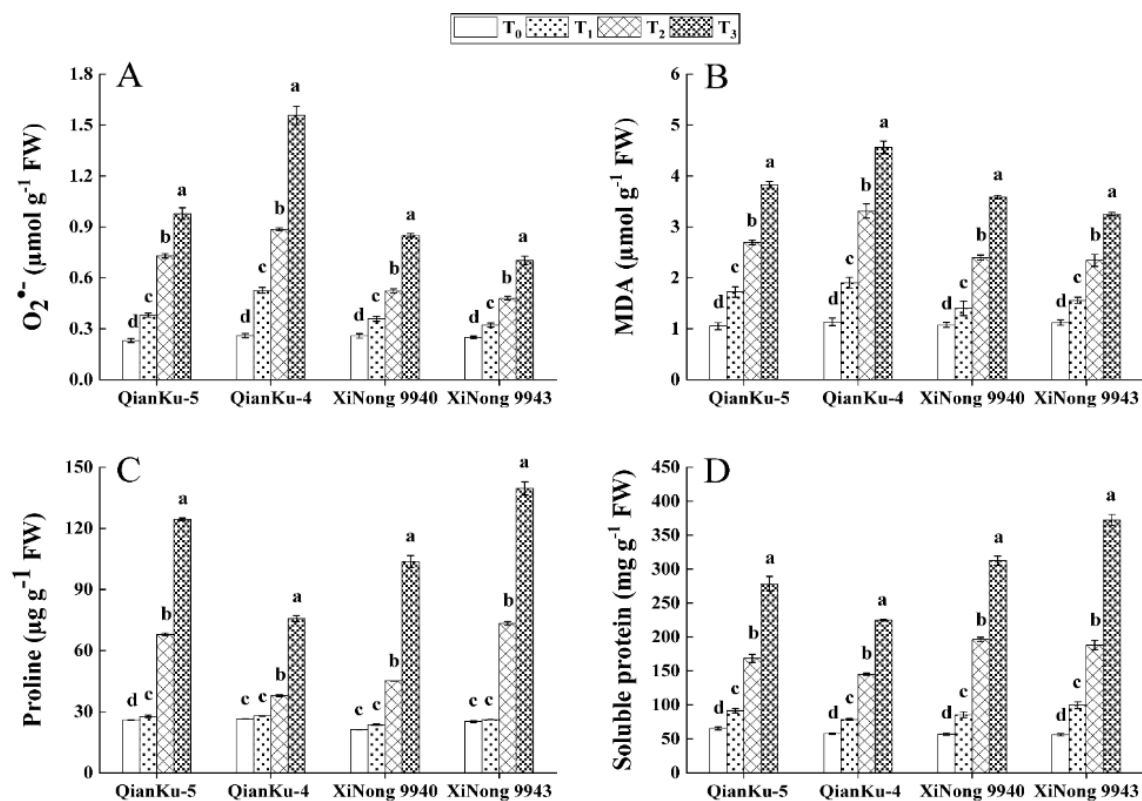 T0 T1 T2 T3
A
O2•− (μmol g-1 FW)
1.8
1.5
1.2
0.9
0.6
0.3
0.0
d c b a
d c b a
d c b a
d c b a
QianKu-5 QianKu-4 XiNong 9940 XiNong 9943
B
MDA (μmol g-1 FW)
6
5
4
3
2
1
0
d c b a
d c b a
d c b a
d c b a
QianKu-5 QianKu-4 XiNong 9940 XiNong 9943
C
Proline (μg g-1 FW)
150
120
90
60
30
0
d c b a
c c b a
c c b a
c c b a
QianKu-5 QianKu-4 XiNong 9940 XiNong 9943
D
Soluble protein (mg g-1 FW)
450
400
350
300
250
200
150
100
50
0
d c b a
d c b a
d c b a
d c b a
QianKu-5 QianKu-4 XiNong 9940 XiNong 9943